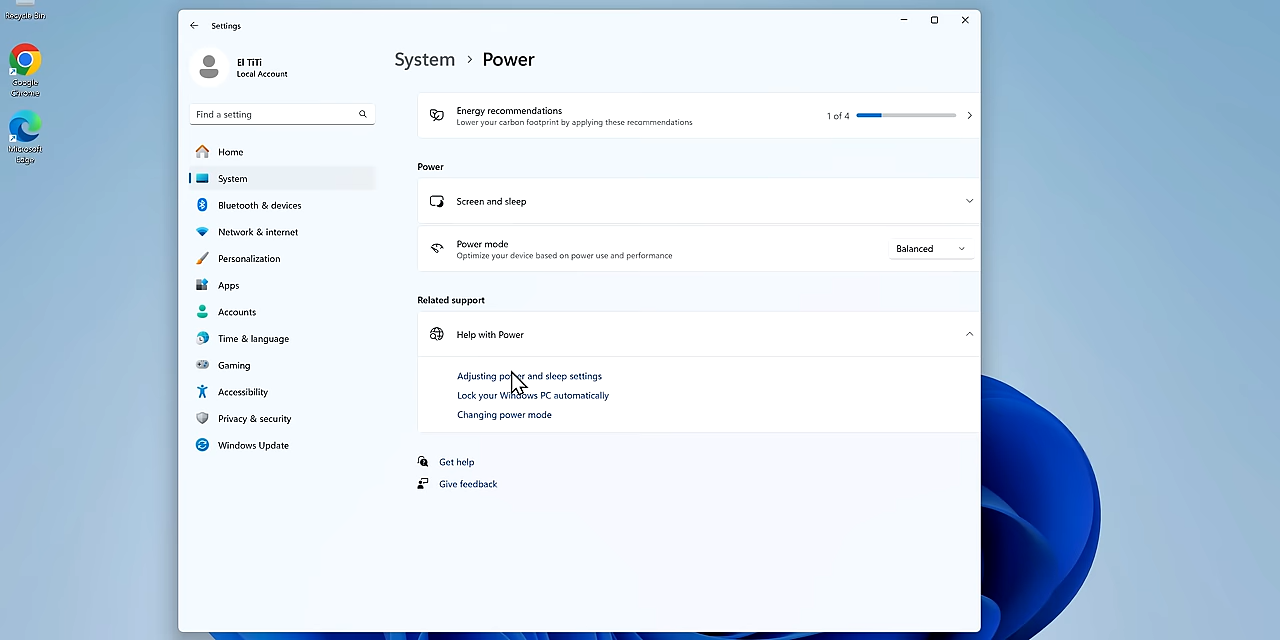 Recycle Bin
Google
Chrome
Microsoft
Edge
Settings
El TiTi
Local Account
Find a setting
Home
System
Bluetooth & devices
Network & internet
Personalization
Apps
Accounts
Time & language
Gaming
Accessibility
Privacy & security
Windows Update
System > Power
Energy recommendations
Lower your carbon footprint by applying these recommendations
1 of 4
Power
Screen and sleep
Power mode
Optimize your device based on power use and performance
Balanced
Related support
Help with Power
Adjusting power and sleep settings
Lock your Windows PC automatically
Changing power mode
Get help
Give feedback